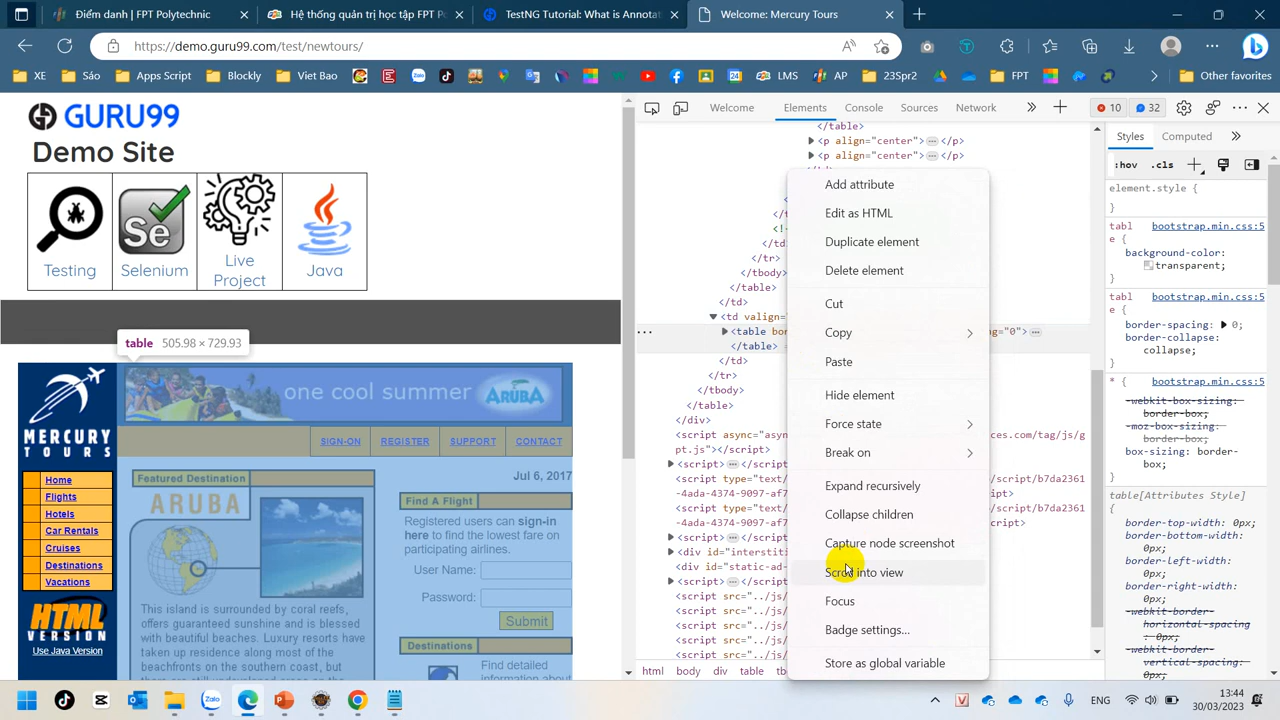 Điểm danh | FPT Polytechnic
Hệ thống quản trị học tập FPT Po
TestNG Tutorial: What is Annotat
Welcome: Mercury Tours
https://demo.guru99.com/test/newtours/
XE
Sáo
Apps Script
Blockly
Viet Bao
LMS
23Spr2
FPT
Other favorites
GURU99
Demo Site
Testing
Selenium
Live
Project
Java
table 505.98 × 729.93
one cool summer
ARUBA
MERCURY
TOURS
SIGN-ON
REGISTER
SUPPORT
CONTACT
Home
Flights
Hotels
Car Rentals
Cruises
Destinations
Vacations
HTML
VERSION
Use Java Version
Featured Destination
ARUBA
This island is surrounded by coral reefs,
offers guaranteed sunshine and is
blessed with beautiful beaches. Luxury resorts have
taken up residency along most of the
beachfronts on the southern coast, but
Jul 6, 2017
Find A Flight
Registered users can sign-in
here to find the lowest fare on
participating airlines.
User Name:
Password:
Submit
Destinations
Find detailed
information about
Welcome
Elements
Console
Sources
Network
10
32
</table>
<p align="center"> </p>
<p align="center"> </p>
</tr>
</tbody>
</table>
</td>
<td valign=
<table bor
ng="0">
</table>
</td>
</tr>
</tbody>
</table>
</div>
<script async="asyn
ces.com/tag/js/g
pt.js"></script>
<script> </script>
<script type="text/
script/b7da2361
-4ada-4374-9097-af7
<script type="text/
script/b7da2361
-4ada-4374-9097-af7
<script> </script>
<div id="interstiti
<div id="static-ad-
<script> </script>
<script src="../js/
<script src="../js/
<script src="../js/
<script src="../js/
html
body
div
table
Add attribute
Edit as HTML
Duplicate element
Delete element
Cut
Copy
Paste
Hide element
Force state
Break on
Expand recursively
Collapse children
Capture node screenshot
Scroll into view
Focus
Badge settings...
Store as global variable
Styles
Computed
:hov
.cls
element.style {
}
tabl
e {
bootstrap.min.css:5
background-color:
transparent;
}
tabl
e {
bootstrap.min.css:5
border-spacing: 0;
border-collapse:
collapse;
}
* {
bootstrap.min.css:5
-webkit-box-sizing:
border-box;
-moz-box-sizing:
border-box;
box-sizing: border-
box;
}
table[Attributes Style]
{
border-top-width: 0px;
border-bottom-width:
0px;
border-left-width:
0px;
border-right-width:
0px;
-webkit-border-
horizontal-spacing
: 0px;
-webkit-border-
vertical-spacing:
ENG
13:44
30/03/2023